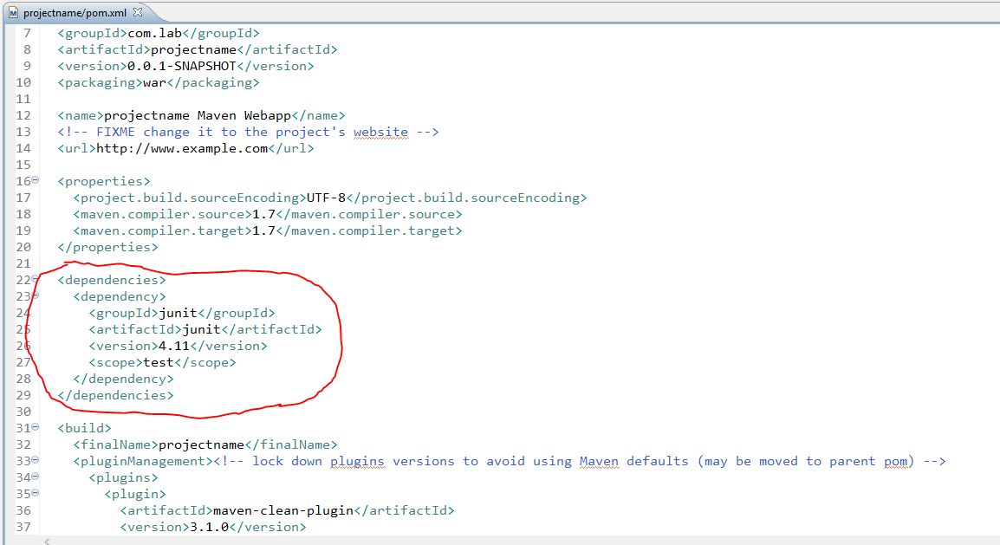 projectname/pom.xml
7 <groupId>com.lab</groupId>
8 <artifactId>projectname</artifactId>
9 <version>0.0.1-SNAPSHOT</version>
10 <packaging>war</packaging>
11
12 <name>projectname Maven Webapp</name>
13 <!-- FIXME change it to the project's website -->
14 <url>http://www.example.com</url>
15
16 <properties>
17 <project.build.sourceEncoding>UTF-8</project.build.sourceEncoding>
18 <maven.compiler.source>1.7</maven.compiler.source>
19 <maven.compiler.target>1.7</maven.compiler.target>
20 </properties>
21
22 <dependencies>
23 <dependency>
24 <groupId>junit</groupId>
25 <artifactId>junit</artifactId>
26 <version>4.11</version>
27 <scope>test</scope>
28 </dependency>
29 </dependencies>
30
31 <build>
32 <finalName>projectname</finalName>
33 <pluginManagement><!-- lock down plugins versions to avoid using Maven defaults (may be moved to parent pom) -->
34 <plugins>
35 <plugin>
36 <artifactId>maven-clean-plugin</artifactId>
37 <version>3.1.0</version>